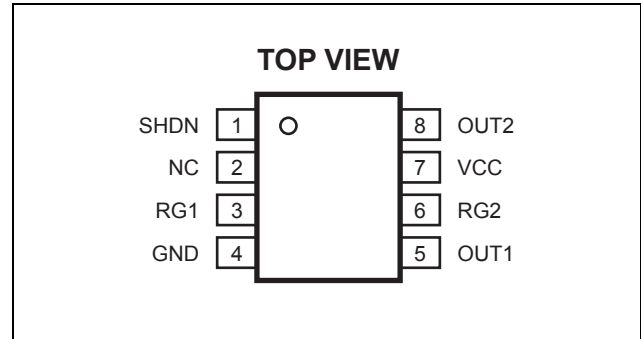 TOP VIEW
SHDN 1 8 OUT2
NC 2 7 VCC
RG1 3 6 RG2
GND 4 5 OUT1